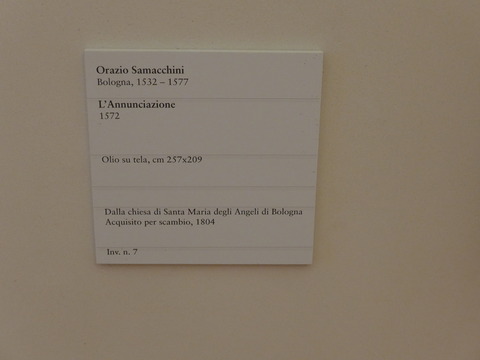 Orazio Samacchini
Bologna, 1532 – 1577
L'Annunciazione
1572
Olio su tela, cm 257x209
Dalla chiesa di Santa Maria degli Angeli di Bologna
Acquisito per scambio, 1804
Inv. n. 7